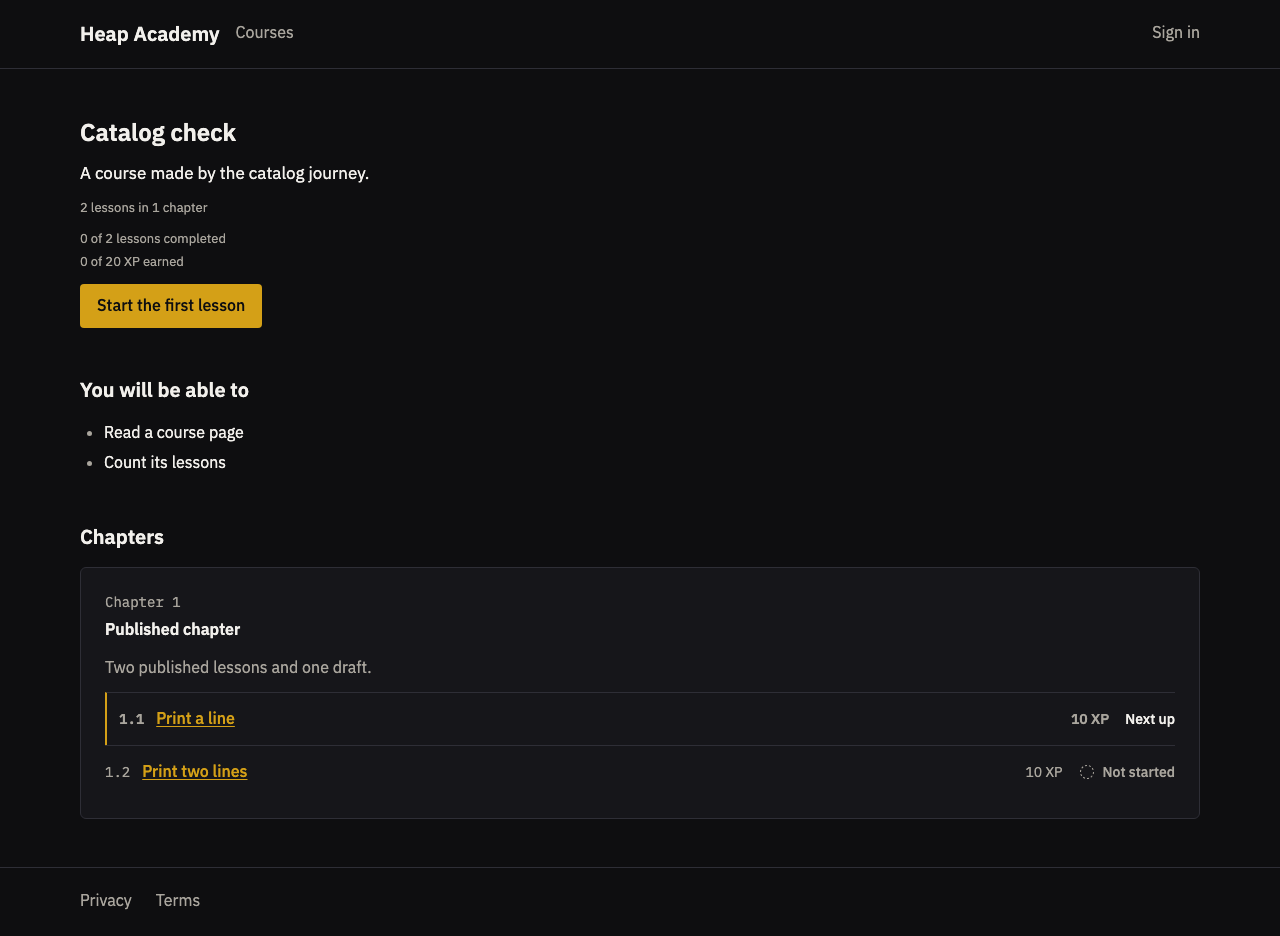 Heap Academy Courses Sign in
Catalog check
A course made by the catalog journey.
2 lessons in 1 chapter
0 of 2 lessons completed
0 of 20 XP earned
Start the first lesson
You will be able to
Read a course page
Count its lessons
Chapters
Chapter 1
Published chapter
Two published lessons and one draft.
1.1 Print a line 10 XP Next up
1.2 Print two lines 10 XP Not started
Privacy Terms